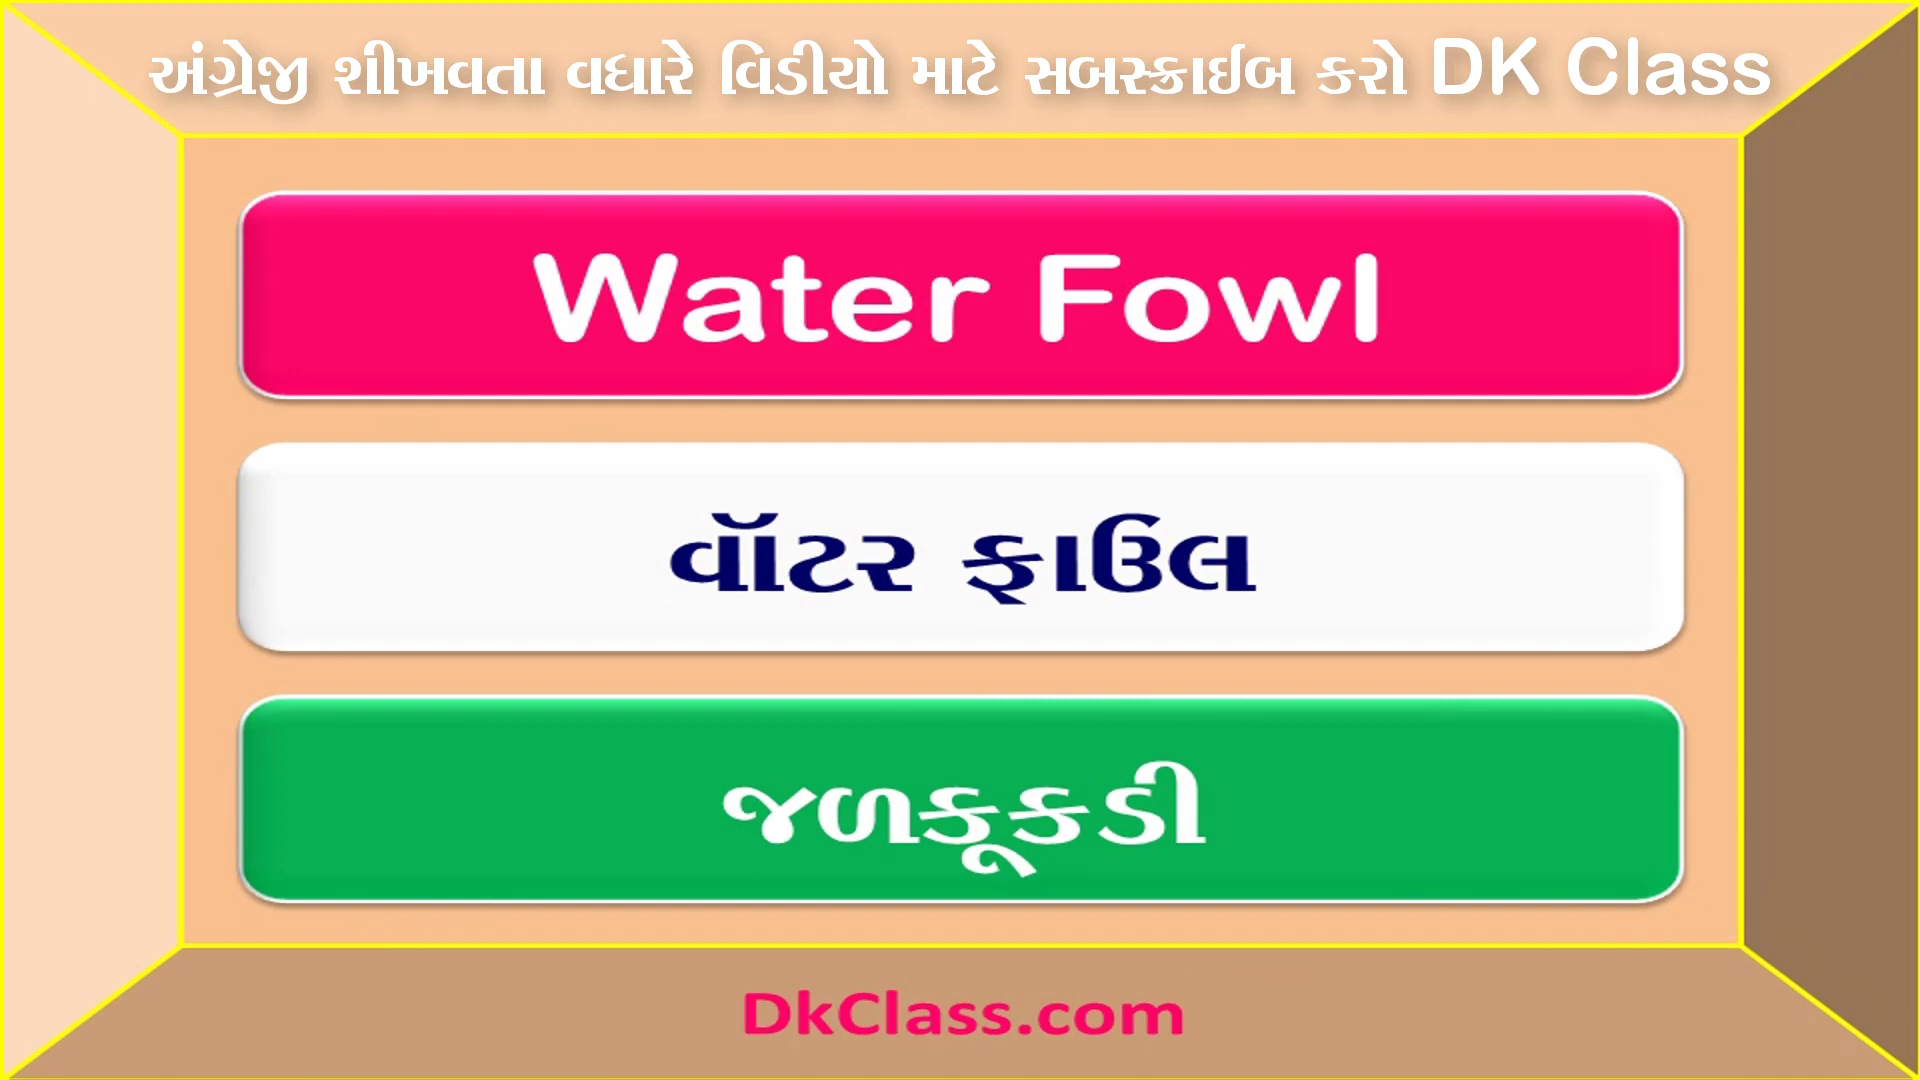 અંગ્રેજી શીખવતા વધારે વિડીયો માટે સબસ્ક્રાઈબ કરો DK Class
Water Fowl
વૉટર ફાઉલ
જળકૂકડી
DkClass.com